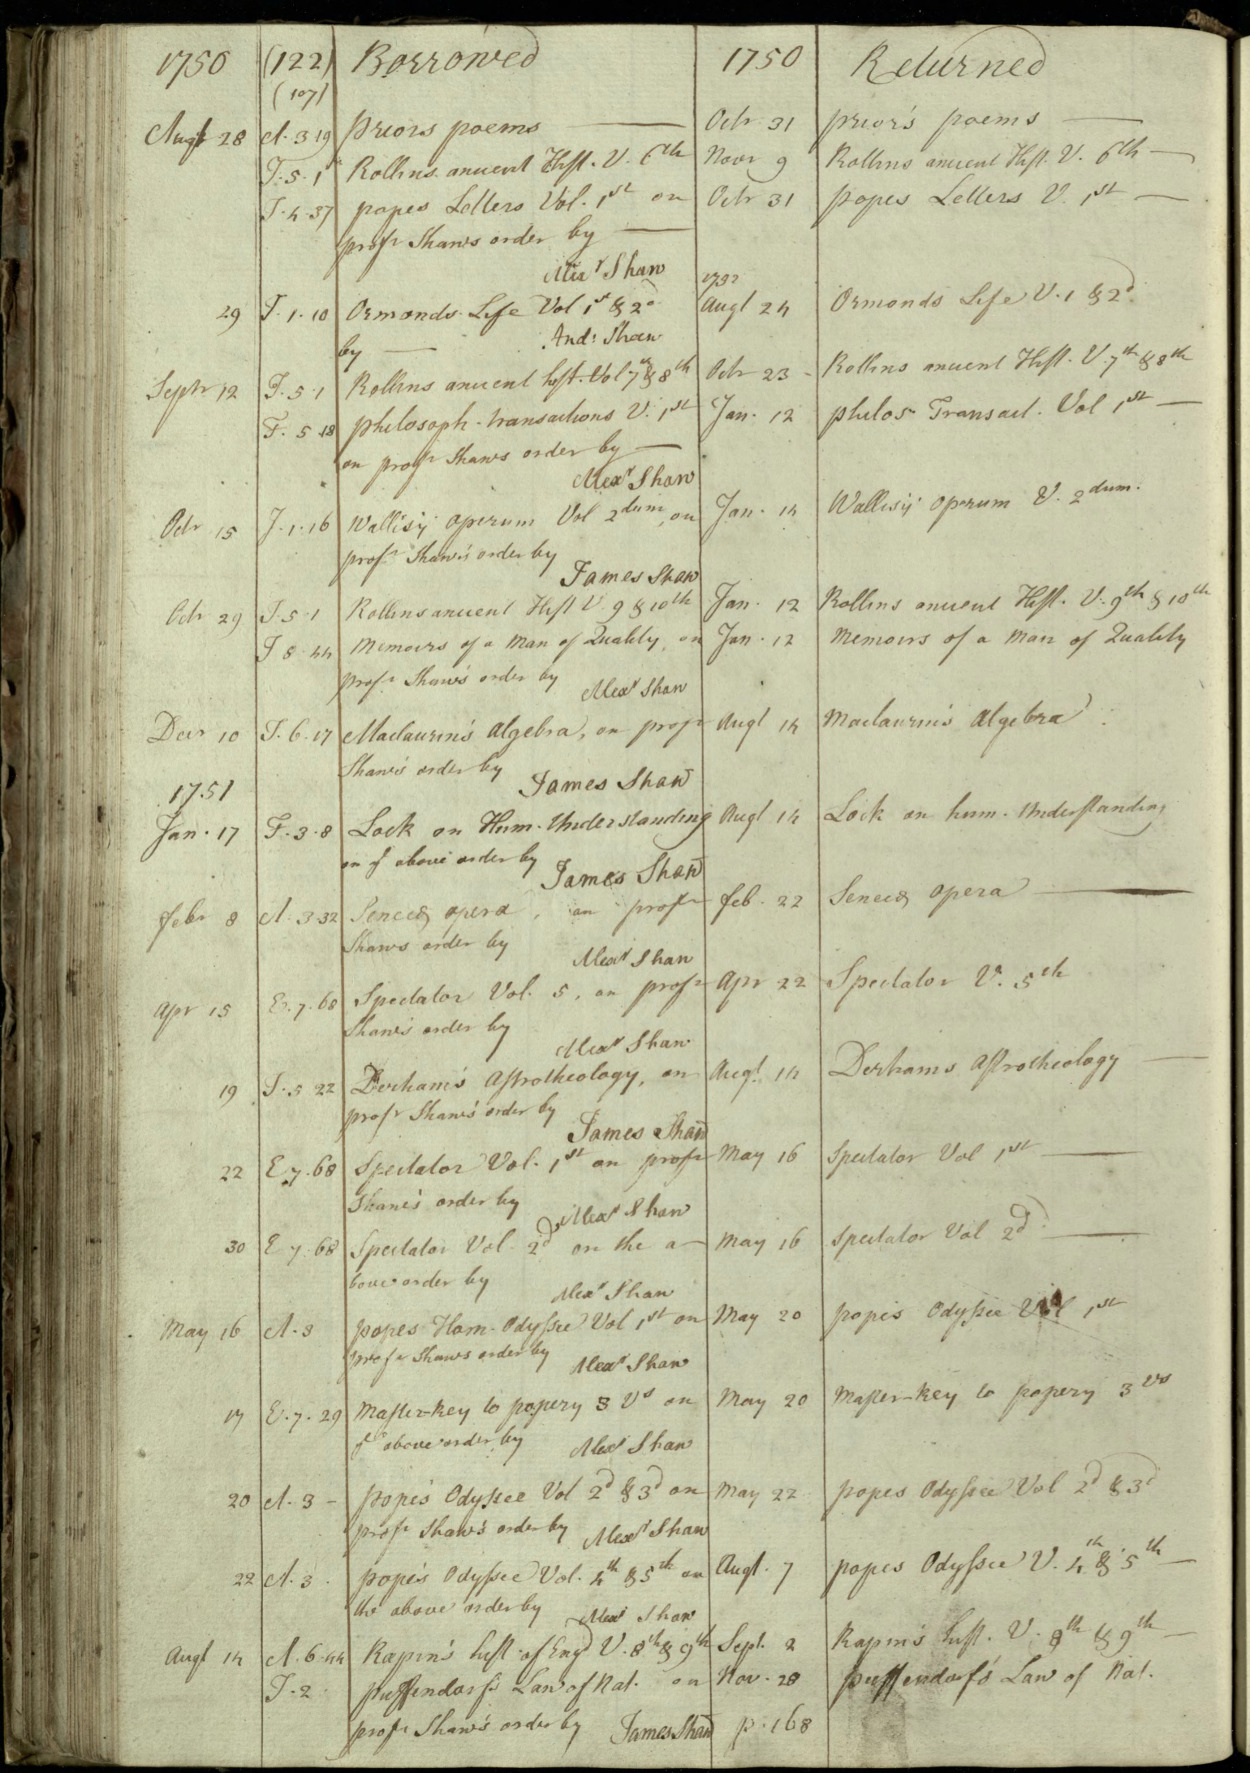 1750 (122) Borrowed 1750 Returned
(107)
Augt 28 A. 3 19 priors poems — Octr 31 prior's poems —
T. 5. 1 Rollins ancient Hist. V. 6th Novr 9 Rollins ancient Hist. V. 6th —
T. 4. 37 popes Letters Vol. 1st on Octr 31 popes Letters V. 1st —
profr Shaws order by —
Alexr Shaw
1752
29 T. 1. 10 Ormonds Life Vol 1st & 2d Augt 24 Ormonds Life V. 1 & 2d
by — And: Shaw
Septr 12 T. 5. 1 Rollins ancient hist. Vol 7th & 8th Octr 23 - Rollins ancient Hist. V. 7th & 8th
F. 5 18 philosoph. transactions V. 1st Jan. 12 philos Transact. Vol 1st —
on profr Shaws order by —
Alexr Shaw
Octr 15 J. 1. 16 Wallisij operum Vol 2dum, on Jan. 14 Wallisij operum V. 2dum.
profr Shaw's order by
James Shaw
Octr 29 T. 5. 1 Rollins ancient Hist V. 9 & 10th Jan. 12 Rollins ancient Hist. V. 9th & 10th
T 8. 44 Memoirs of a Man of Quality, on Jan. 12 Memoirs of a Man of Quality
profr Shaw's order by
Alexr Shaw
Decr 10 T. 6. 17 Maclaurin's Algebra, on profr Augt 14 Maclaurin's Algebra
Shaw's order by
James Shaw
1751
Jan. 17 F. 3. 8 Lock on Hum. Understanding Augt 14 Lock on hum. Understanding
on ye above order by
James Shaw
febr 8 A. 3 32 Senecæ opera, on profr feb. 22 Senecæ opera —
Shaws order by
Alexr Shaw
Apr 15 E. 7. 68 Spectator Vol. 5, on profr Apr 22 Spectator V. 5th
Shaw's order by
Alexr Shaw
19 T. 5 22 Derham's Astrotheology, on Augt. 14 Derhams Astrotheology —
profr Shaw's order by
James Shaw
22 E 7. 68 Spectator Vol. 1st on profr May 16 Spectator Vol 1st —
Shaw's order by
Alexr Shaw
30 E 7. 68 Spectator Vol. 2d on the a- May 16 Spectator Vol 2d —
bove order by
Alexr Shaw
May 16 A. 3 popes Hom. Odyssee Vol 1st on May 20 popes Odyssee Vol 1st
profr Shaws order by Alexr Shaw
17 E. 7. 29 Master-key to popery 3 Vs on May 20 Master-key to popery 3 vs
ye above order by Alexr Shaw
20 A. 3 - pope's Odyssee Vol 2d & 3d on May 22 popes Odyssee Vol 2d & 3d
profr Shaw's order by Alexr Shaw
22 A. 3. pope's Odyssee Vol. 4th & 5th on Augt. 7 popes Odyssee V. 4th & 5th —
the above order by Alexr Shaw
Augt 14 A. 6. 44 Rapin's hist. of Engd V. 8th & 9th Sept. 2 Rapin's hist. V. 8th & 9th —
T. 2 puffendorfs Law of Nat. on Nov. 28 puffendorfs Law of Nat.
profr Shaw's order by James Shaw p. 168